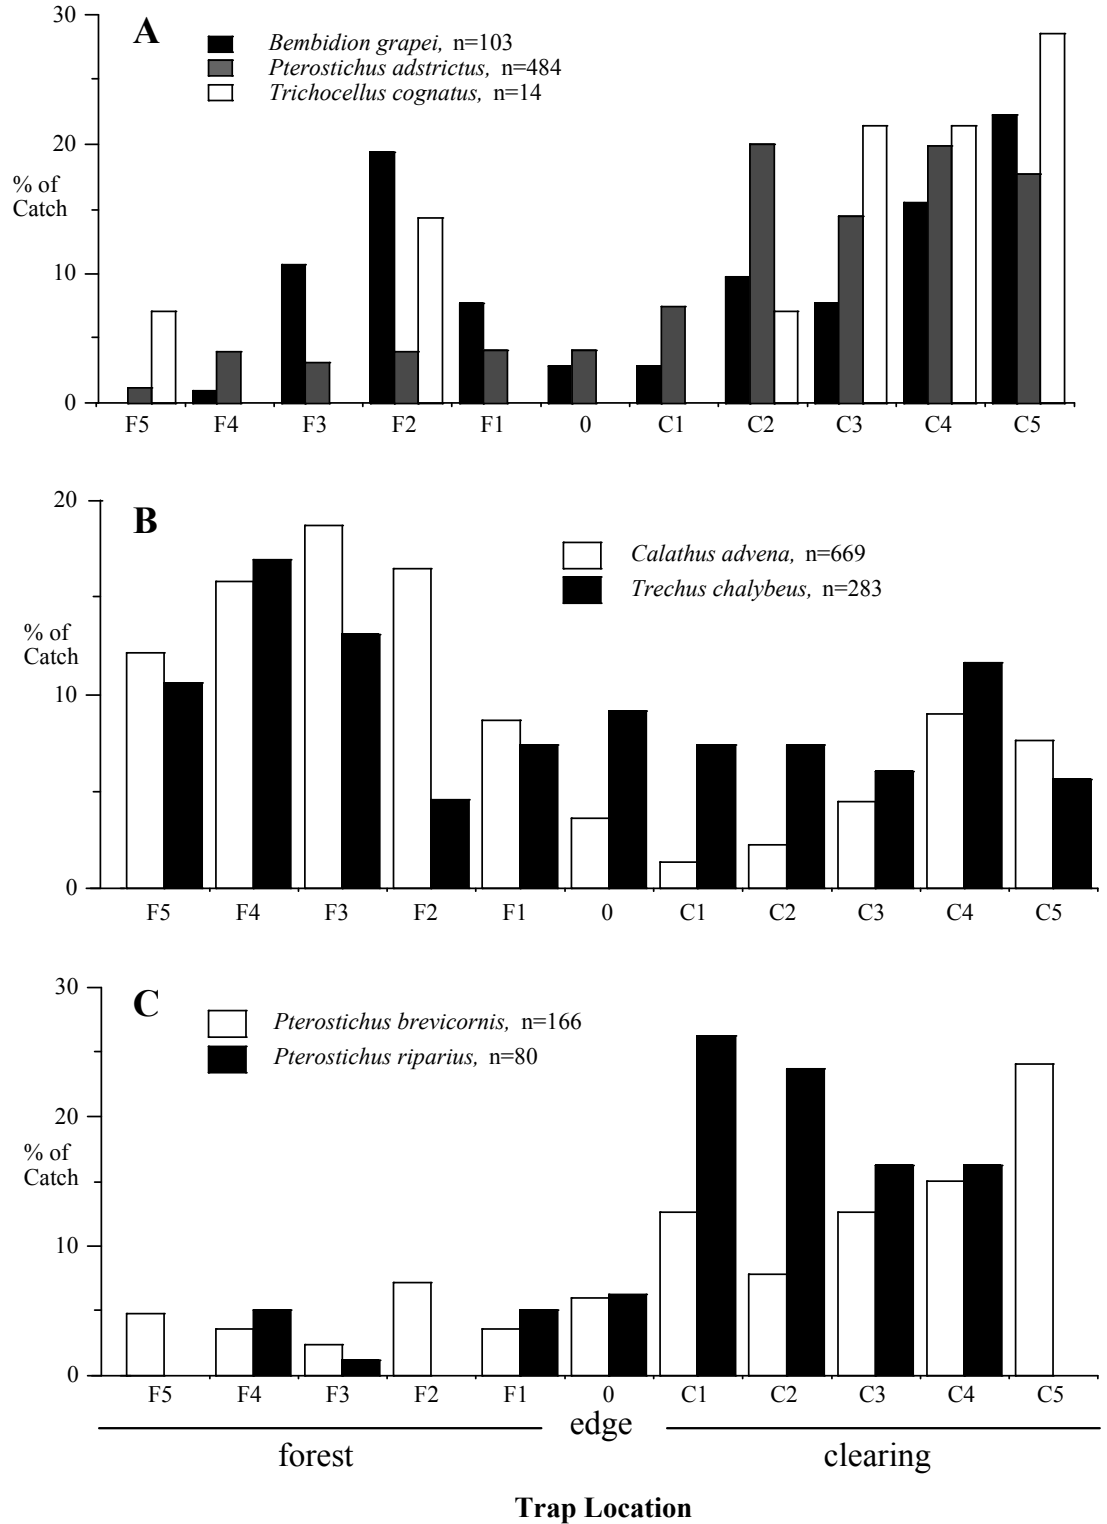 30
A
Bembidion grapei, n=103
Pterostichus adstrictus, n=484
Trichocellus cognatus, n=14
20
% of
Catch
10
0
F5 F4 F3 F2 F1 0 C1 C2 C3 C4 C5
20
B
Calathus advena, n=669
Trechus chalybeus, n=283
% of
Catch
10
0
F5 F4 F3 F2 F1 0 C1 C2 C3 C4 C5
30
C
Pterostichus brevicornis, n=166
Pterostichus riparius, n=80
20
% of
Catch
10
0
F5 F4 F3 F2 F1 0 C1 C2 C3 C4 C5
forest edge clearing
Trap Location